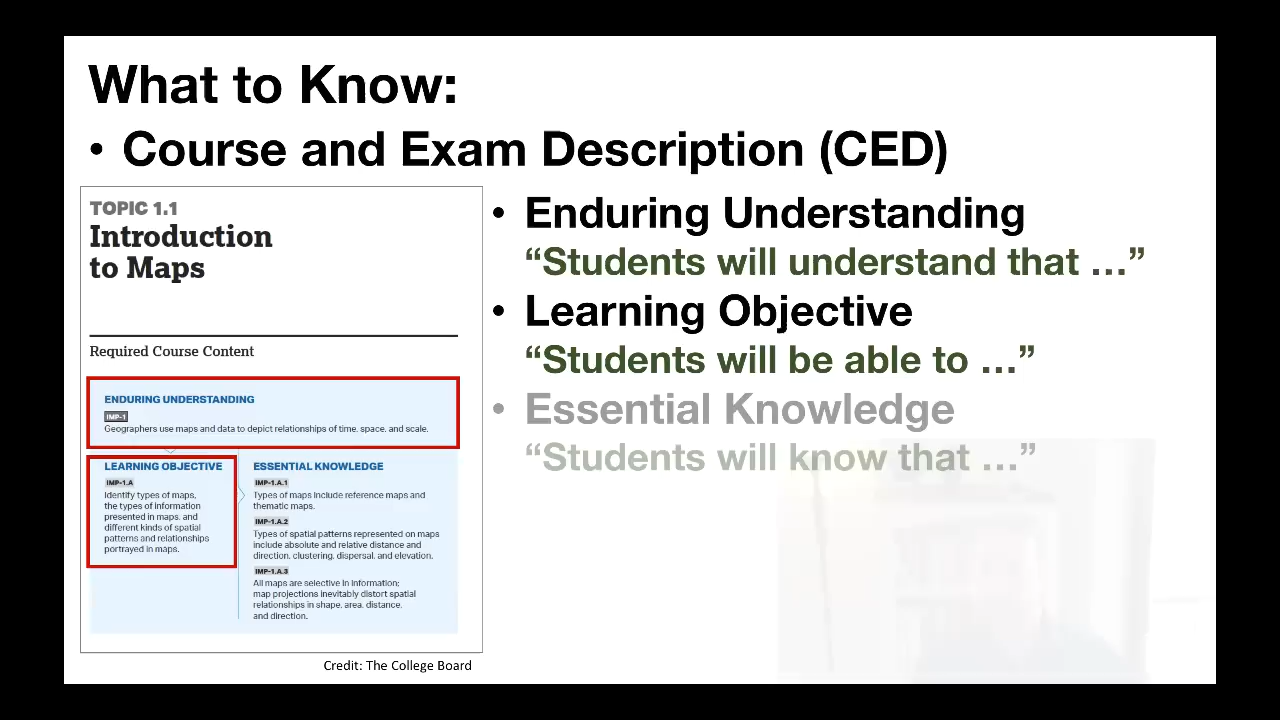 What to Know:
• Course and Exam Description (CED)
TOPIC 1.1
Introduction
to Maps
Required Course Content
ENDURING UNDERSTANDING
IMP-1
Geographers use maps and data to depict relationships of time, space, and scale.
LEARNING OBJECTIVE
IMP-1.A
Identify types of maps,
the types of information
presented in maps, and
different kinds of spatial
patterns and relationships
portrayed in maps.
ESSENTIAL KNOWLEDGE
IMP-1.A.1
Types of maps include reference maps and
thematic maps.
IMP-1.A.2
Types of spatial patterns represented on maps
include absolute and relative distance and
direction, clustering, dispersal, and elevation.
IMP-1.A.3
All maps are selective in information;
map projections inevitably distort spatial
relationships in shape, area, distance,
and direction.
Credit: The College Board
• Enduring Understanding
“Students will understand that ...”
• Learning Objective
“Students will be able to ...”
• Essential Knowledge
“Students will know that ...”